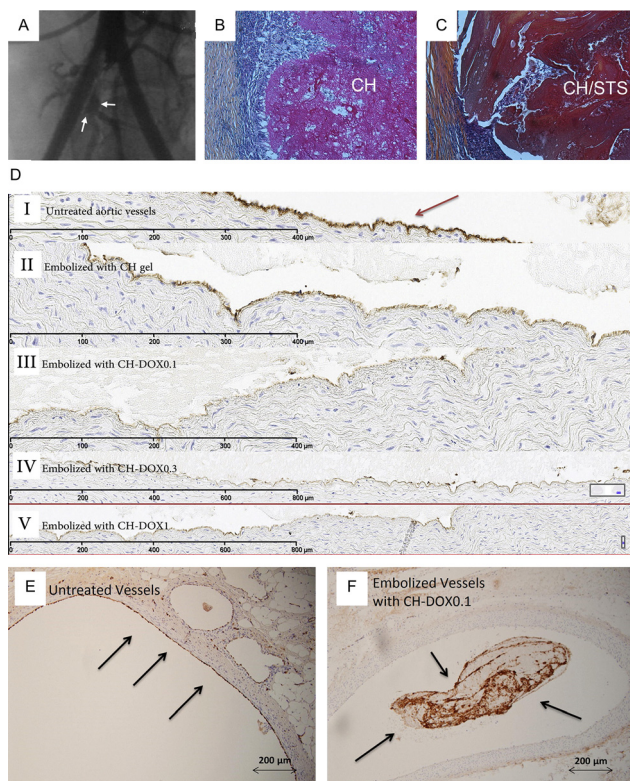 A
B
CH
C
CH/STS
D
I
Untreated aortic vessels
0 100 200 300 400 µm
II
Embolized with CH gel
0 100 200 300 400 µm
III
Embolized with CH-DOX0.1
0 100 200 300 400 µm
IV
Embolized with CH-DOX0.3
0 200 400 600 800 µm
V
Embolized with CH-DOX1
0 200 400 600 800 µm
E
Untreated Vessels
200 µm
F
Embolized Vessels
with CH-DOX0.1
200 µm